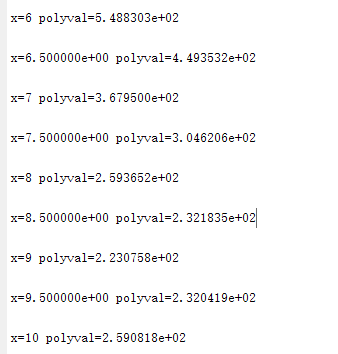 x=6 polyval=5.488303e+02
x=6.500000e+00 polyval=4.493532e+02
x=7 polyval=3.679500e+02
x=7.500000e+00 polyval=3.046206e+02
x=8 polyval=2.593652e+02
x=8.500000e+00 polyval=2.321835e+02
x=9 polyval=2.230758e+02
x=9.500000e+00 polyval=2.320419e+02
x=10 polyval=2.590818e+02